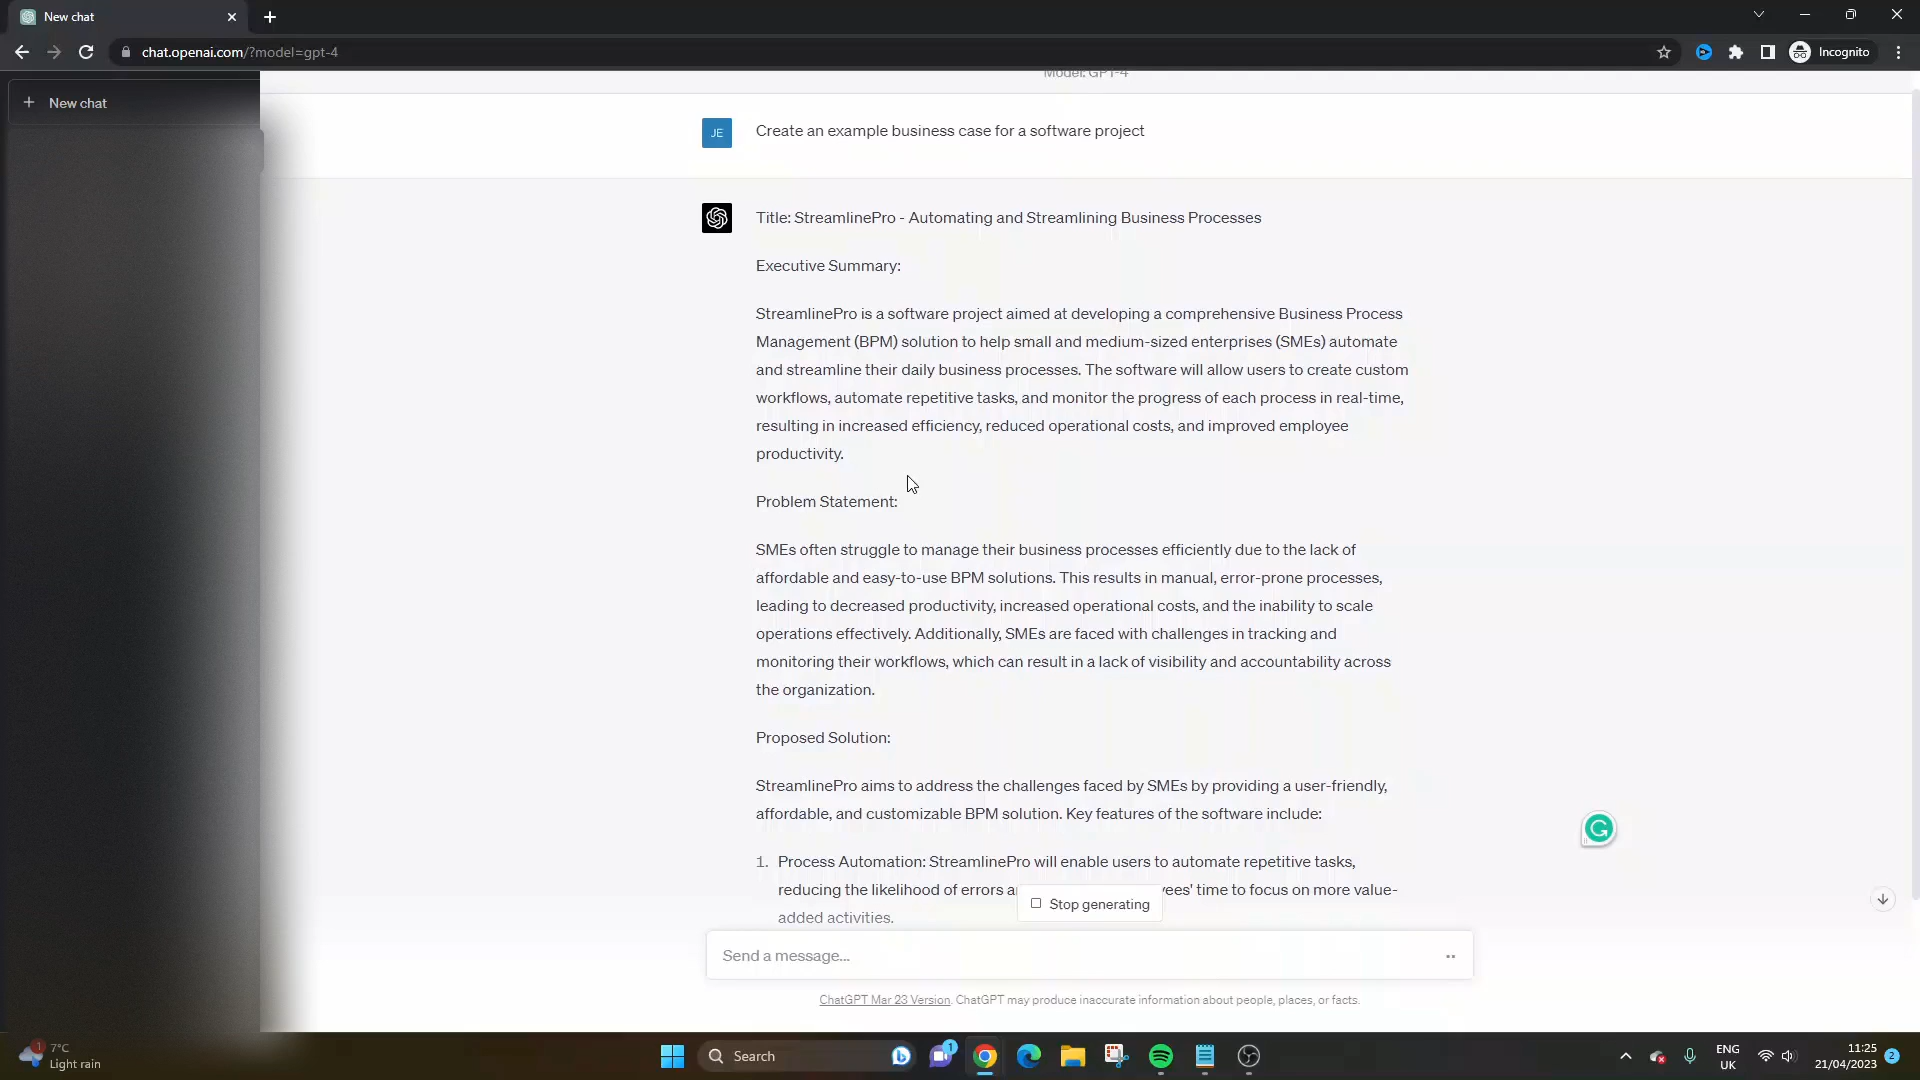 New chat
chat.openai.com/?model=gpt-4
Incognito
New chat
Model: GPT-4
JE
Create an example business case for a software project
Title: StreamlinePro - Automating and Streamlining Business Processes
Executive Summary:
StreamlinePro is a software project aimed at developing a comprehensive Business Process
Management (BPM) solution to help small and medium-sized enterprises (SMEs) automate
and streamline their daily business processes. The software will allow users to create custom
workflows, automate repetitive tasks, and monitor the progress of each process in real-time,
resulting in increased efficiency, reduced operational costs, and improved employee
productivity.
Problem Statement:
SMEs often struggle to manage their business processes efficiently due to the lack of
affordable and easy-to-use BPM solutions. This results in manual, error-prone processes,
leading to decreased productivity, increased operational costs, and the inability to scale
operations effectively. Additionally, SMEs are faced with challenges in tracking and
monitoring their workflows, which can result in a lack of visibility and accountability across
the organization.
Proposed Solution:
StreamlinePro aims to address the challenges faced by SMEs by providing a user-friendly,
affordable, and customizable BPM solution. Key features of the software include:
1. Process Automation: StreamlinePro will enable users to automate repetitive tasks,
reducing the likelihood of errors a ees' time to focus on more value-
added activities.
Stop generating
Send a message...
ChatGPT Mar 23 Version. ChatGPT may produce inaccurate information about people, places, or facts.
1
7°C
Light rain
Search
1
ENG
UK
11:25
21/04/2023
2